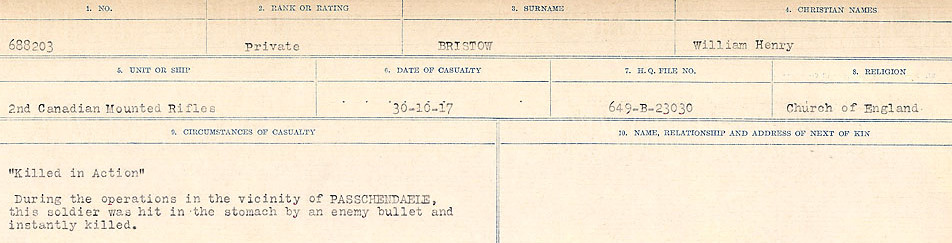 1. NO. 2. RANK OR RATING 3. SURNAME 4. CHRISTIAN NAMES
688203 Private BRISTOW William Henry
5. UNIT OR SHIP 6. DATE OF CASUALTY 7. H.Q. FILE NO. 8. RELIGION
2nd Canadian Mounted Rifles 30-10-17 649-B-23030 Church of England
9. CIRCUMSTANCES OF CASUALTY 10. NAME, RELATIONSHIP AND ADDRESS OF NEXT OF KIN
"Killed in Action"
During the operations in the vicinity of PASSCHENDAELE,
this soldier was hit in the stomach by an enemy bullet and
instantly killed.